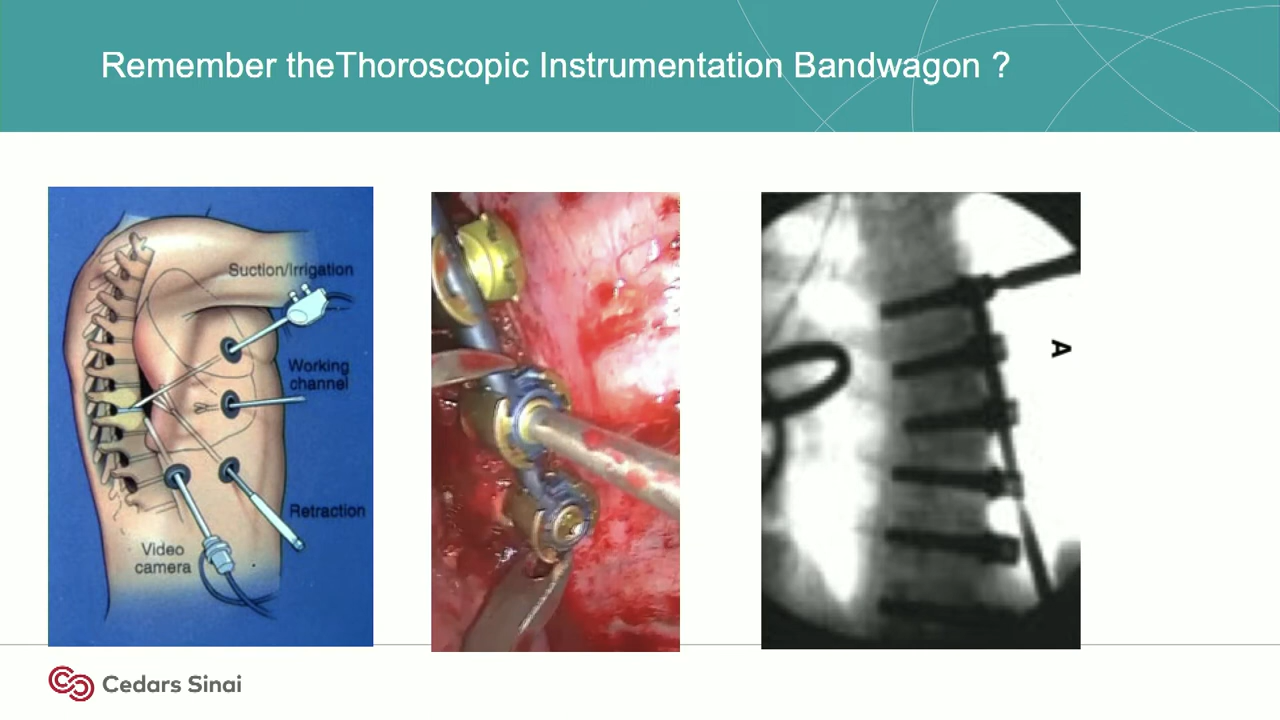 Remember theThoroscopic Instrumentation Bandwagon ?
Suction/Irrigation
Working
channel
Retraction
Video
camera
A
Cedars Sinai